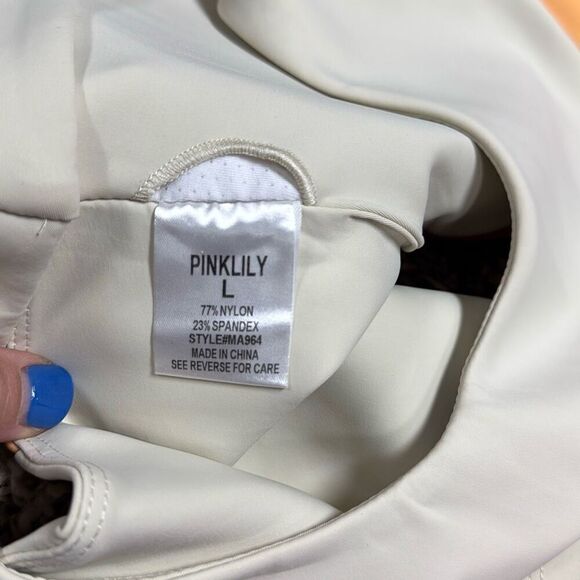 PINKLILY
L
77% NYLON
23% SPANDEX
STYLE#MA964
MADE IN CHINA
SEE REVERSE FOR CARE